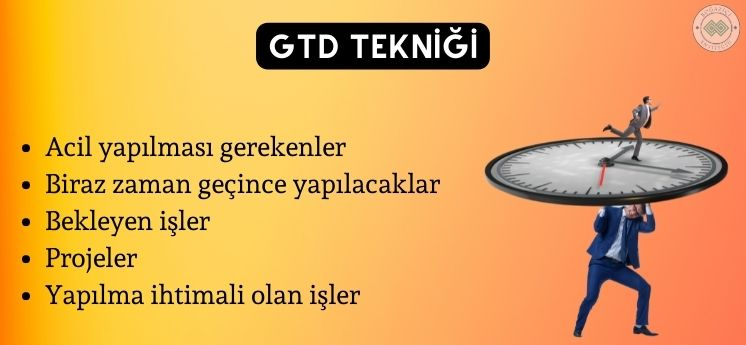 GTD TEKNİĞİ
• Acil yapılması gerekenler
• Biraz zaman geçince yapılacaklar
• Bekleyen işler
• Projeler
• Yapılma ihtimali olan işler